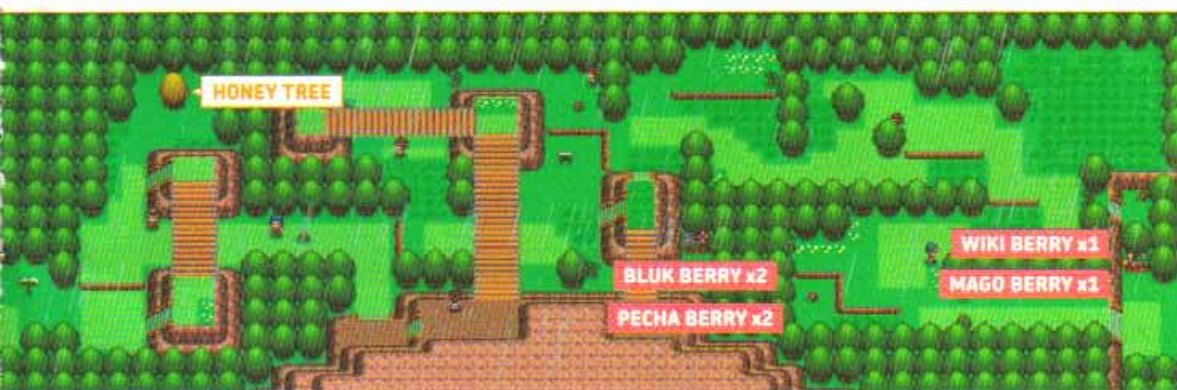 HONEY TREE
WIKI BERRY x1
BLUK BERRY x2
MAGO BERRY x1
PECHA BERRY x2